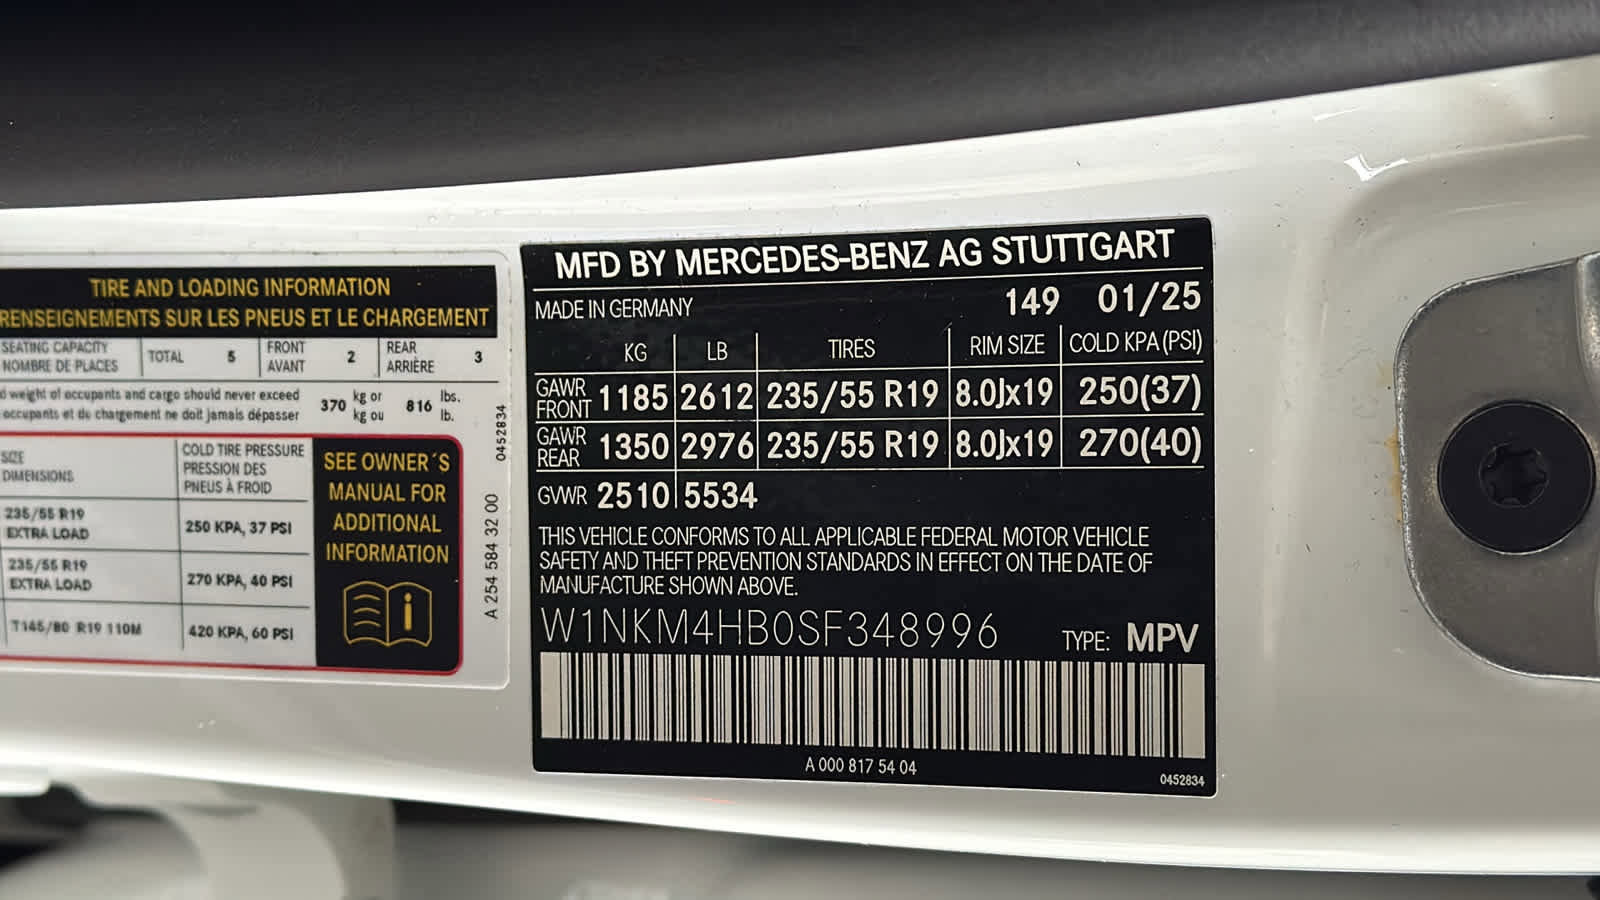 TIRE AND LOADING INFORMATION
RENSEIGNEMENTS SUR LES PNEUS ET LE CHARGEMENT
SEATING CAPACITY
NOMBRE DE PLACES
TOTAL 5
FRONT
AVANT
2
REAR
ARRIÈRE
3
weight of occupants and cargo should never exceed
occupants et du chargement ne doit jamais dépasser
370 kg or 816 lbs.
kg ou lb.
SIZE
DIMENSIONS
COLD TIRE PRESSURE
PRESSION DES
PNEUS À FROID
235/55 R19
EXTRA LOAD
250 KPA, 37 PSI
235/55 R19
EXTRA LOAD
270 KPA, 40 PSI
T145/80 R19 110M
420 KPA, 60 PSI
SEE OWNER´S
MANUAL FOR
ADDITIONAL
INFORMATION
0452834
A 254 584 32 00
MFD BY MERCEDES-BENZ AG STUTTGART
MADE IN GERMANY 149 01/25
KG LB TIRES RIM SIZE COLD KPA(PSI)
GAWR FRONT 1185 2612 235/55 R19 8.0Jx19 250(37)
GAWR REAR 1350 2976 235/55 R19 8.0Jx19 270(40)
GVWR 2510 5534
THIS VEHICLE CONFORMS TO ALL APPLICABLE FEDERAL MOTOR VEHICLE
SAFETY AND THEFT PREVENTION STANDARDS IN EFFECT ON THE DATE OF
MANUFACTURE SHOWN ABOVE.
W1NKM4HB0SF348996 TYPE: MPV
A 000 817 54 04
0452834